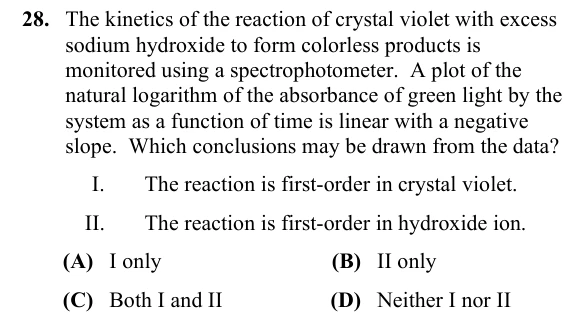 28. The kinetics of the reaction of crystal violet with excess
sodium hydroxide to form colorless products is
monitored using a spectrophotometer. A plot of the
natural logarithm of the absorbance of green light by the
system as a function of time is linear with a negative
slope. Which conclusions may be drawn from the data?
I. The reaction is first-order in crystal violet.
II. The reaction is first-order in hydroxide ion.
(A) I only (B) II only
(C) Both I and II (D) Neither I nor II